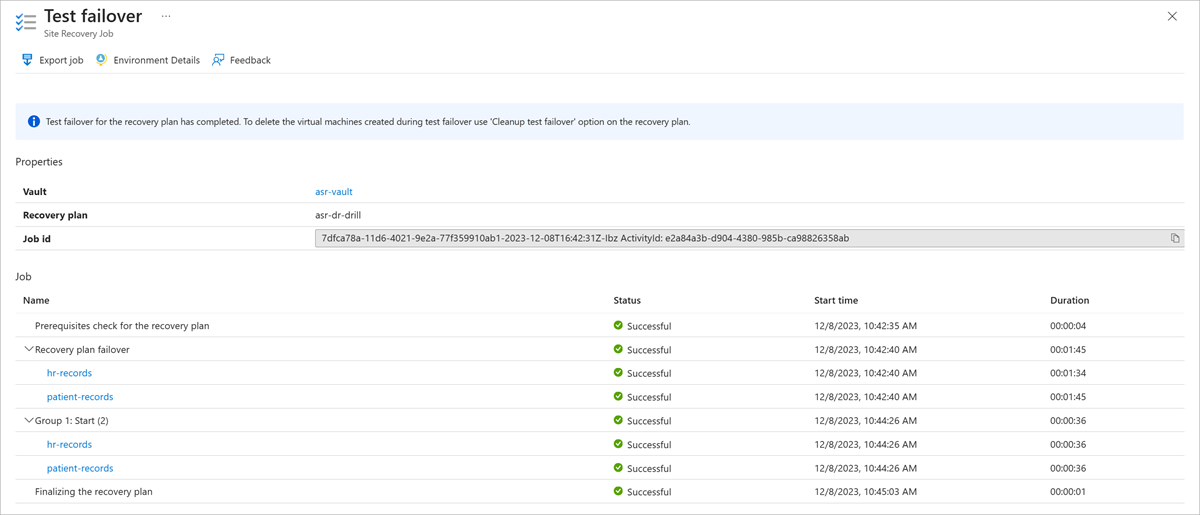 Test failover ...
Site Recovery Job
Export job Environment Details Feedback
Test failover for the recovery plan has completed. To delete the virtual machines created during test failover use 'Cleanup test failover' option on the recovery plan.
Properties
Vault asr-vault
Recovery plan asr-dr-drill
Job id 7dfca78a-11d6-4021-9e2a-77f359910ab1-2023-12-08T16:42:31Z-Ibz ActivityId: e2a84a3b-d904-4380-985b-ca98826358ab
Job
Name Status Start time Duration
Prerequisites check for the recovery plan Successful 12/8/2023, 10:42:35 AM 00:00:04
Recovery plan failover Successful 12/8/2023, 10:42:40 AM 00:01:45
hr-records Successful 12/8/2023, 10:42:40 AM 00:01:34
patient-records Successful 12/8/2023, 10:42:40 AM 00:01:45
Group 1: Start (2) Successful 12/8/2023, 10:44:26 AM 00:00:36
hr-records Successful 12/8/2023, 10:44:26 AM 00:00:36
patient-records Successful 12/8/2023, 10:44:26 AM 00:00:36
Finalizing the recovery plan Successful 12/8/2023, 10:45:03 AM 00:00:01